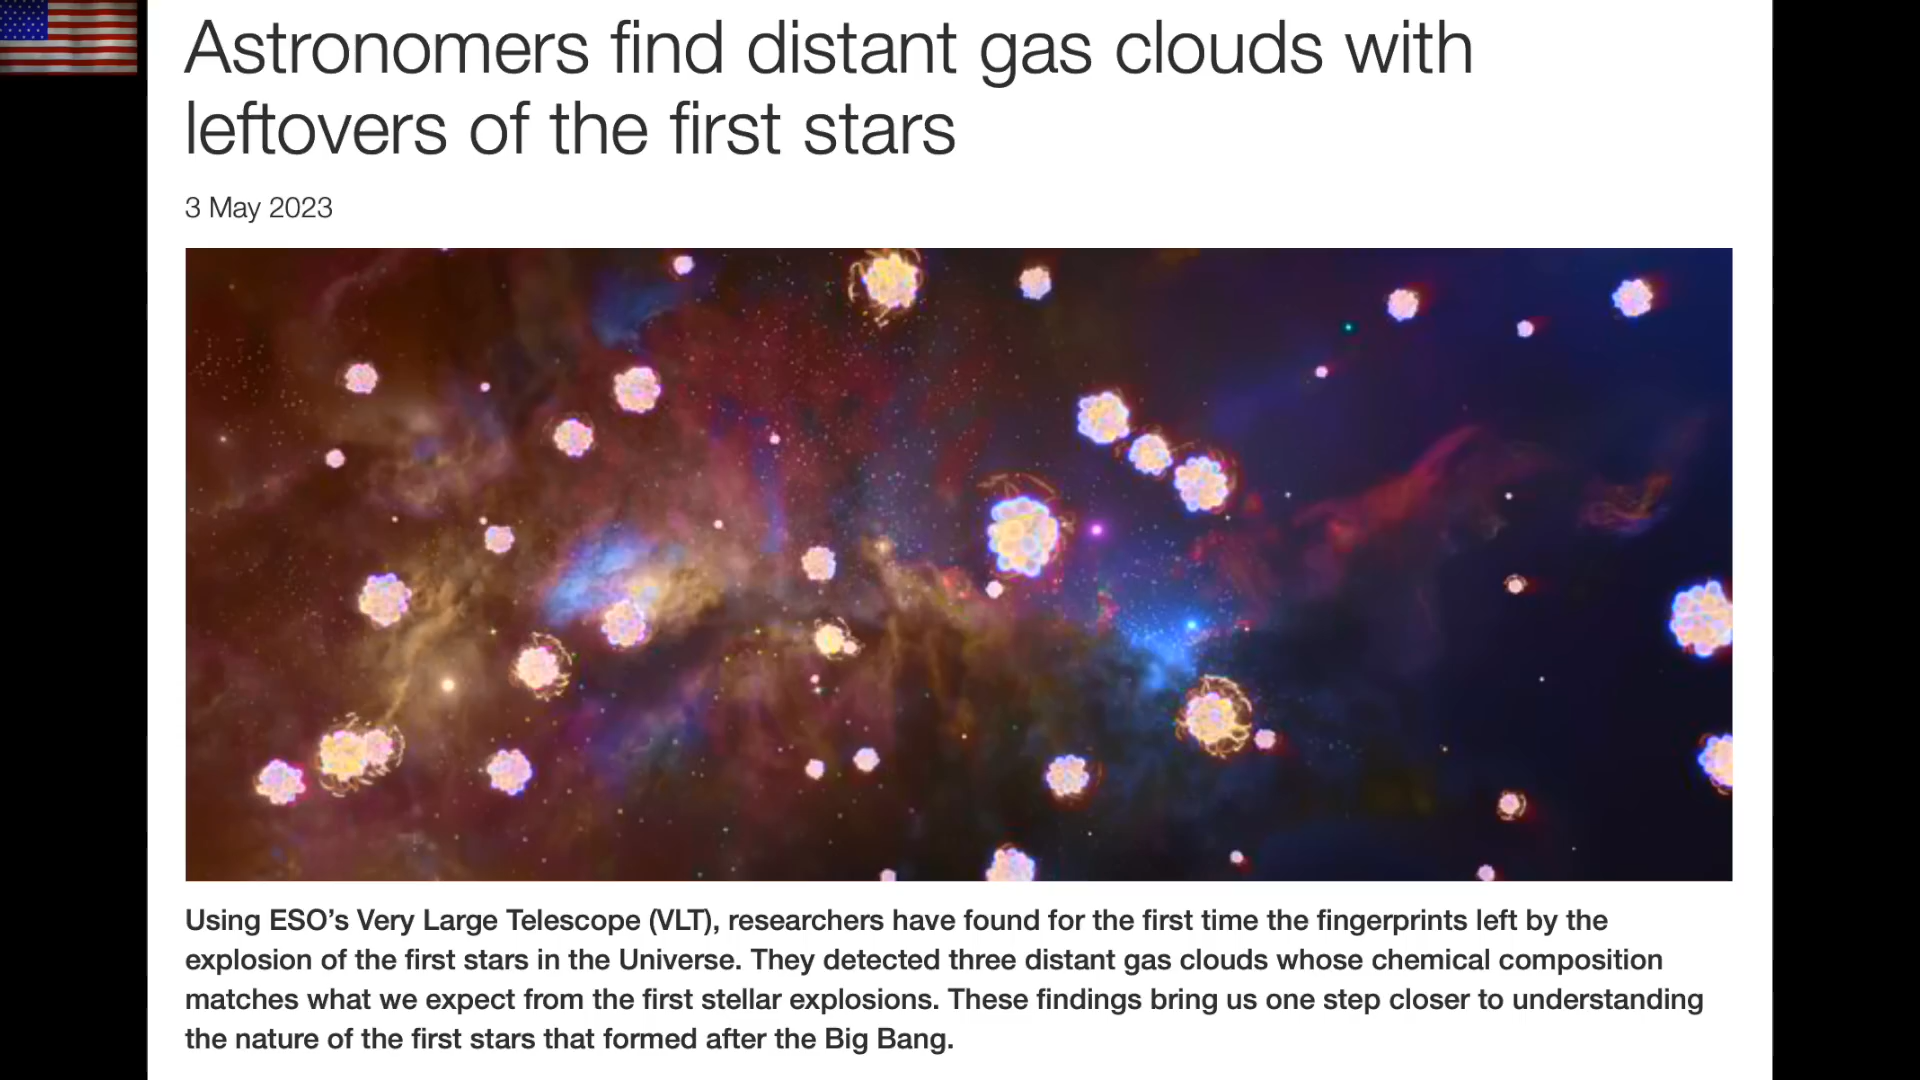 Astronomers find distant gas clouds with
leftovers of the first stars
3 May 2023
Using ESO’s Very Large Telescope (VLT), researchers have found for the first time the fingerprints left by the
explosion of the first stars in the Universe. They detected three distant gas clouds whose chemical composition
matches what we expect from the first stellar explosions. These findings bring us one step closer to understanding
the nature of the first stars that formed after the Big Bang.